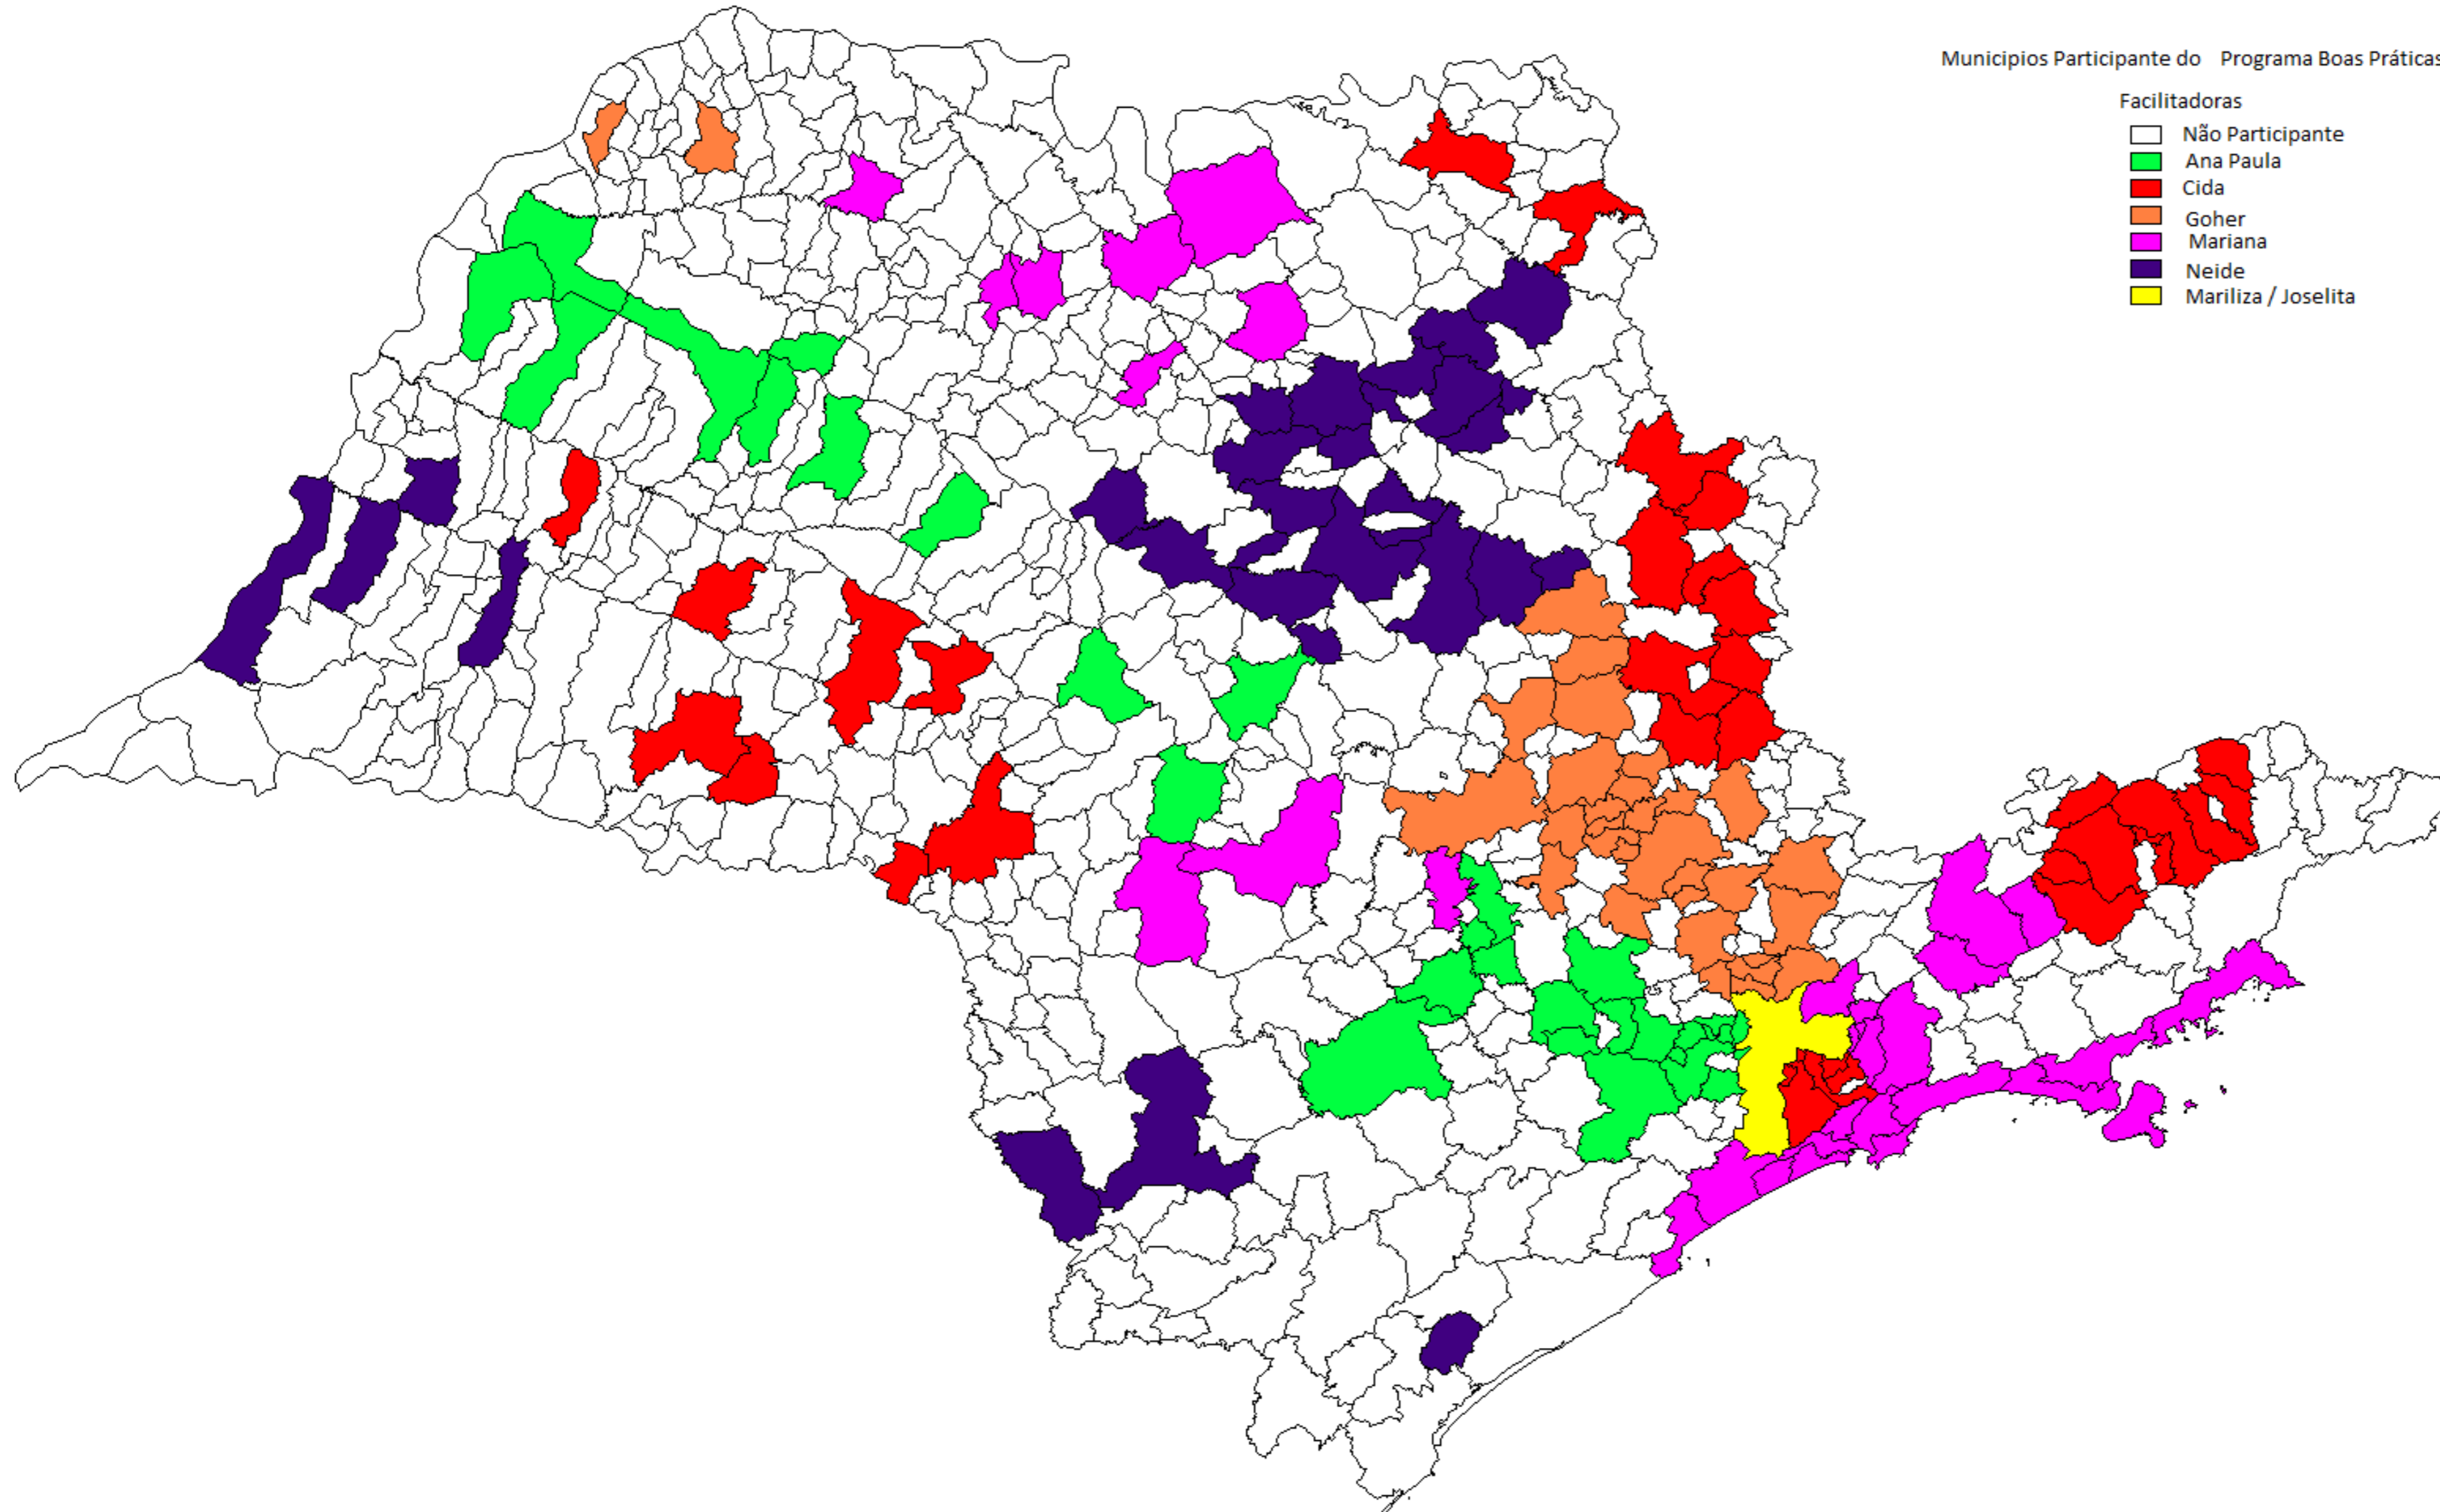 Municipios Participante do Programa Boas Práticas
Facilitadoras
Não Participante
Ana Paula
Cida
Goher
Mariana
Neide
Mariliza / Joselita